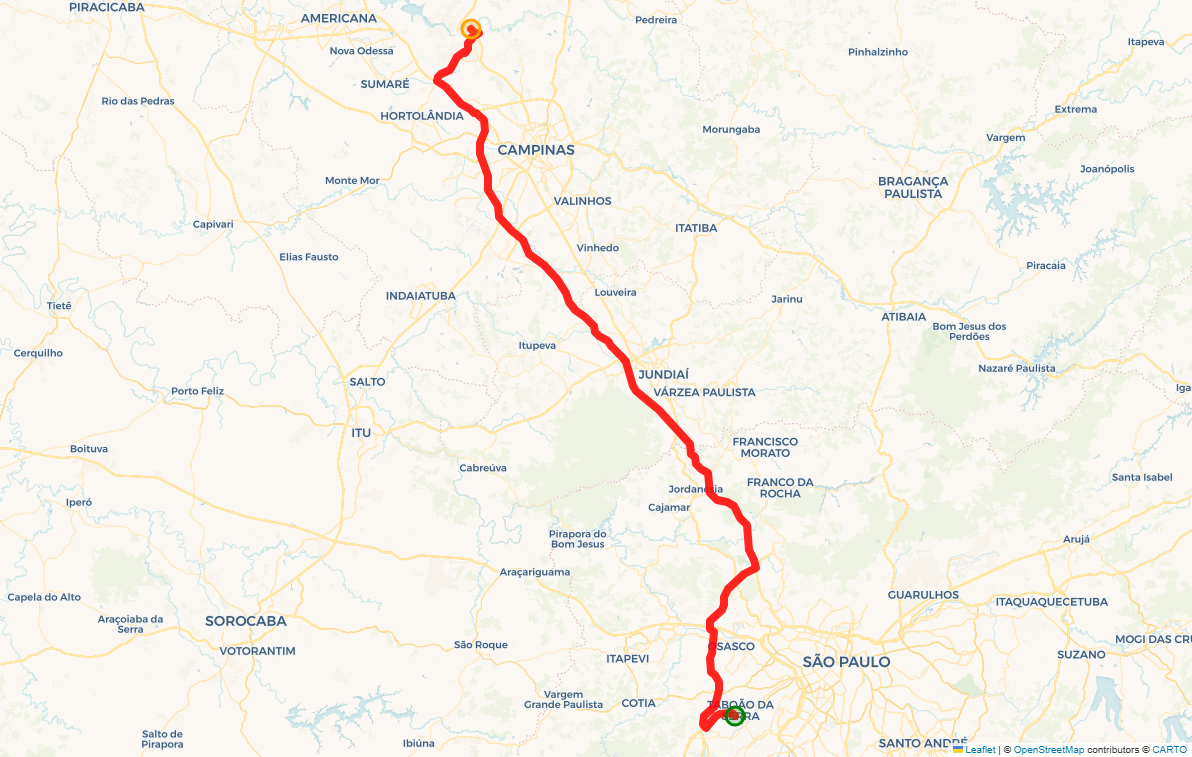 PIRACICABA
AMERICANA
Pedreira
Nova Odessa
Pinhalzinho
Itapeva
SUMARÉ
Rio das Pedras
Extrema
HORTOLÂNDIA
Morungaba
Vargem
CAMPINAS
Joanópolis
Monte Mor
BRAGANÇA
PAULISTA
VALINHOS
Capivari
ITATIBA
Vinhedo
Elias Fausto
Piracaia
INDAIATUBA
Louveira
Jarinu
Tietê
ATIBAIA
Bom Jesus dos
Perdões
Itupeva
Cerquilho
Nazaré Paulista
JUNDIAÍ
SALTO
Iga
Porto Feliz
VÁRZEA PAULISTA
ITU
FRANCISCO
MORATO
Boituva
Cabreúva
Santa Isabel
FRANCO DA
ROCHA
Jordanésia
Iperó
Cajamar
Pirapora do
Bom Jesus
Arujá
Araçariguama
GUARULHOS
Capela do Alto
ITAQUAQUECETUBA
Araçoiaba da
Serra
SOROCABA
MOGI DAS CRU
São Roque
OSASCO
VOTORANTIM
ITAPEVI
SÃO PAULO
SUZANO
Vargem
Grande Paulista
COTIA
TABOÃO DA
SERRA
Salto de
Pirapora
Ibiúna
SANTO ANDRÉ
Leaflet | © OpenStreetMap contributors © CARTO